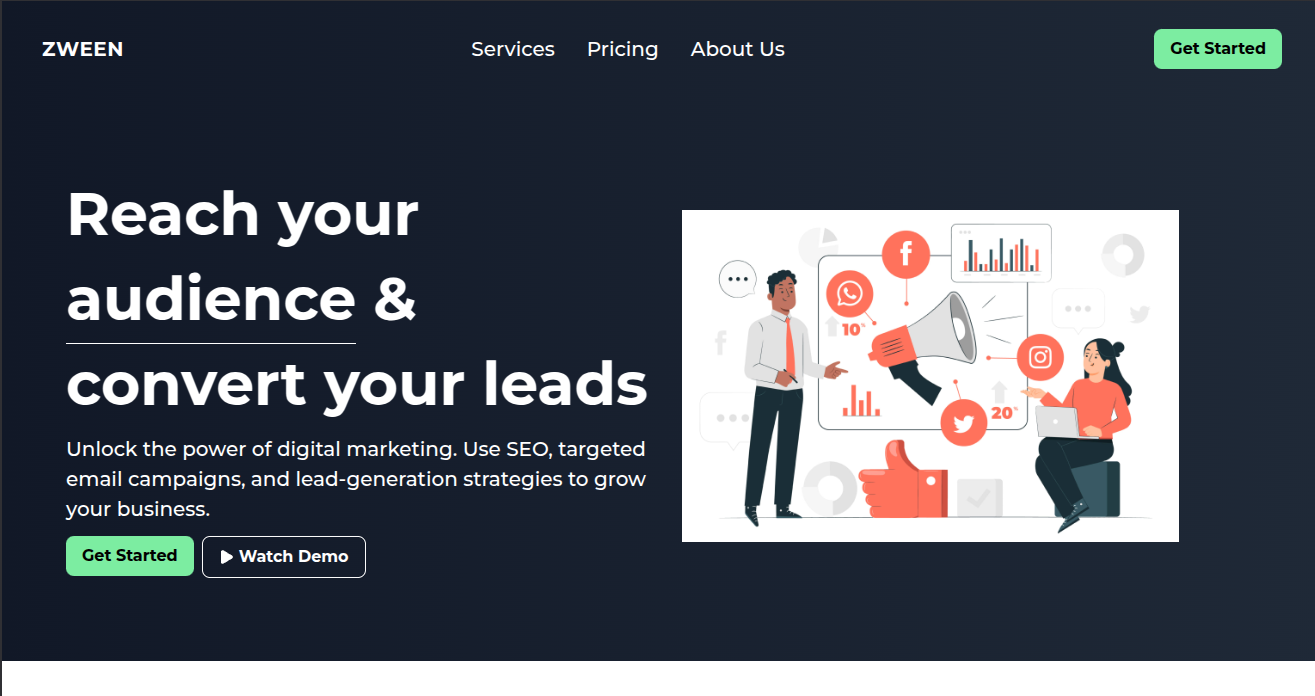 ZWEEN
Services
Pricing
About Us
Get Started
Reach your
audience &
convert your leads
Unlock the power of digital marketing. Use SEO, targeted
email campaigns, and lead-generation strategies to grow
your business.
Get Started
Watch Demo
10%
20%